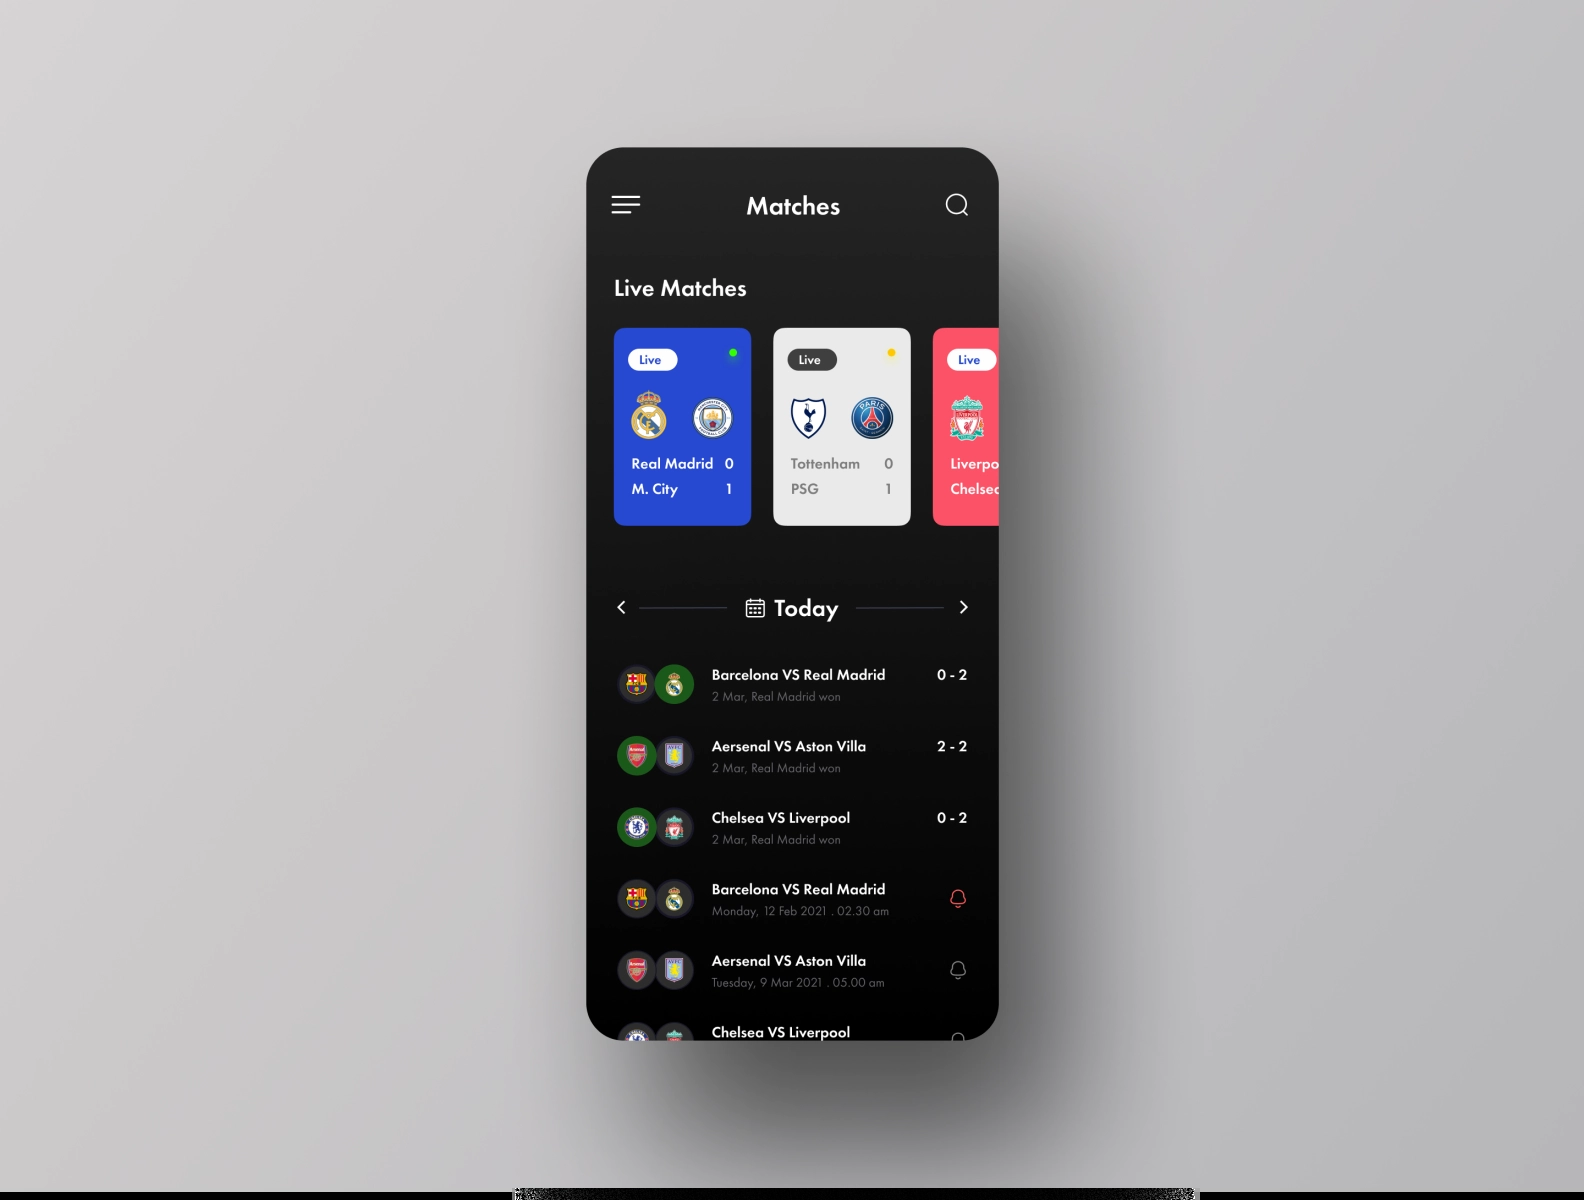 Matches
Live Matches
Live
Live
Live
Real Madrid 0
M. City 1
Tottenham 0
PSG 1
Liverpo
Chelsec
Today
Barcelona VS Real Madrid 0 - 2
2 Mar, Real Madrid won
Aersenal VS Aston Villa 2 - 2
2 Mar, Real Madrid won
Chelsea VS Liverpool 0 - 2
2 Mar, Real Madrid won
Barcelona VS Real Madrid
Monday, 12 Feb 2021 . 02.30 am
Aersenal VS Aston Villa
Tuesday, 9 Mar 2021 . 05.00 am
Chelsea VS Liverpool